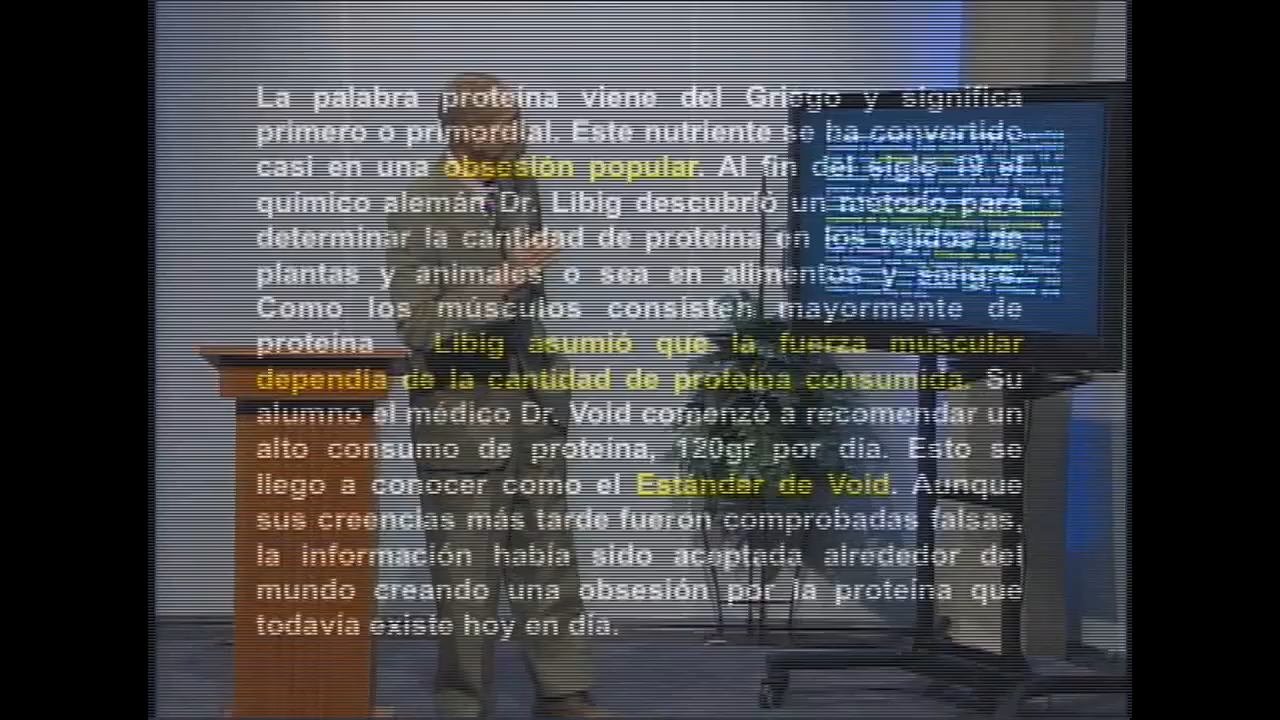 La palabra proteína viene del Griego y significa
primero o primordial. Este nutriente se ha convertido
casi en una obsesión popular. Al fin del siglo 19 el
químico alemán Dr. Libig descubrió un método para
determinar la cantidad de proteína en los tejidos de
plantas y animales o sea en alimentos y sangre.
Como los músculos consisten mayormente de
proteína Libig asumió que la fuerza muscular
dependía de la cantidad de proteína consumida. Su
alumno el médico Dr. Void comenzó a recomendar un
alto consumo de proteína, 120gr por día. Esto se
llego a conocer como el Estándar de Void. Aunque
sus creencias más tarde fueron comprobadas falsas,
la información había sido aceptada alrededor del
mundo creando una obsesión por la proteína que
todavía existe hoy en día.